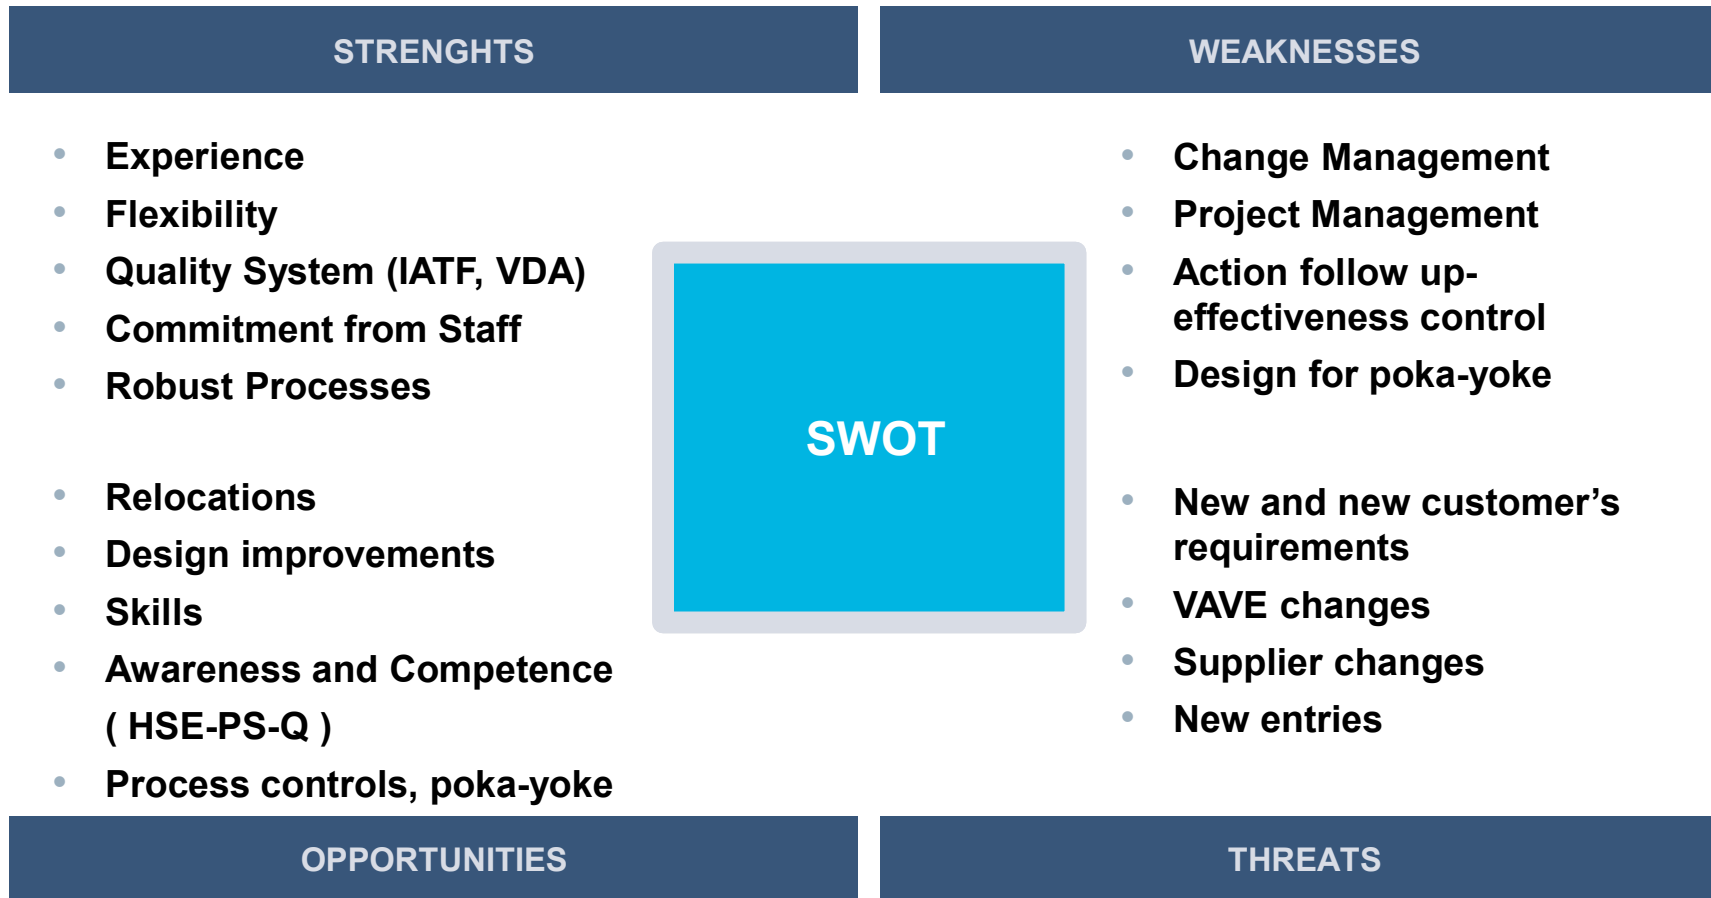 STRENGHTS
WEAKNESSES
• Experience
• Flexibility
• Quality System (IATF, VDA)
• Commitment from Staff
• Robust Processes
• Change Management
• Project Management
• Action follow up-
effectiveness control
• Design for poka-yoke
SWOT
• Relocations
• Design improvements
• Skills
• Awareness and Competence
( HSE-PS-Q )
• Process controls, poka-yoke
• New and new customer’s
requirements
• VAVE changes
• Supplier changes
• New entries
OPPORTUNITIES
THREATS